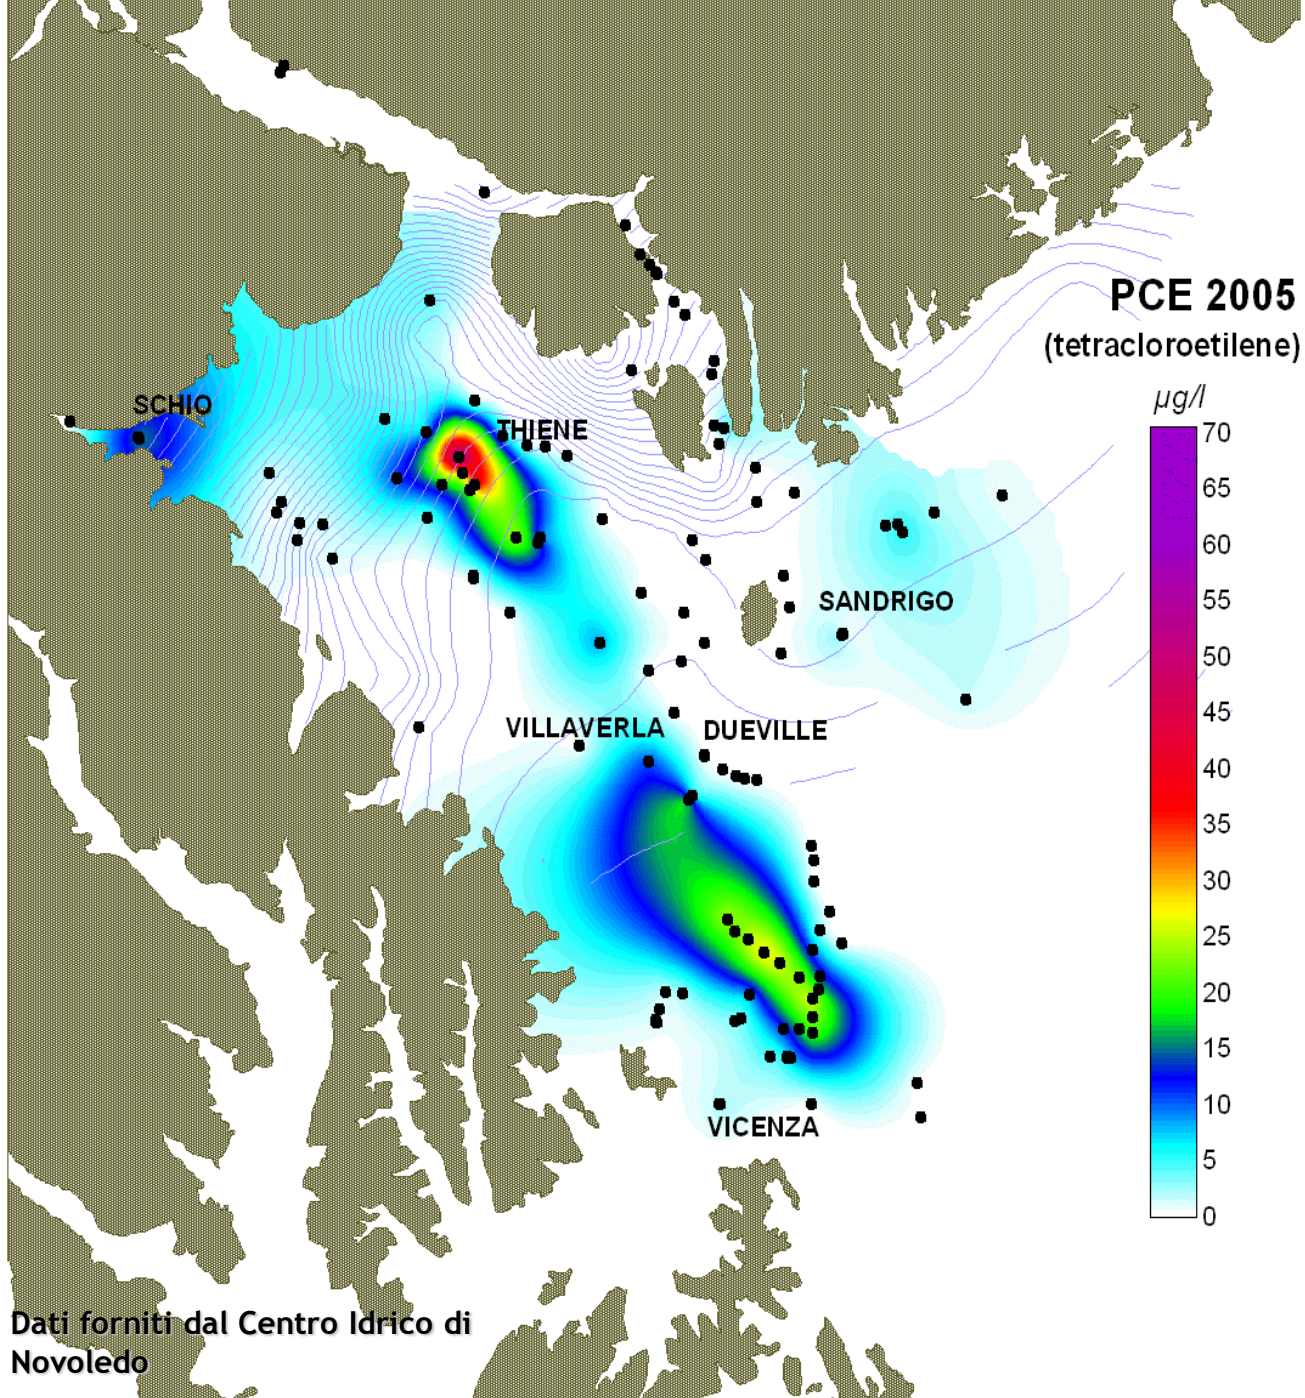 PCE 2005
(tetracloroetilene)
µg/l
SCHIO
THIENE
70
65
60
55
50
45
40
35
30
25
20
15
10
5
0
SANDRIGO
VILLAVERLA
DUEVILLE
VICENZA
Dati forniti dal Centro Idrico di
Novoledo